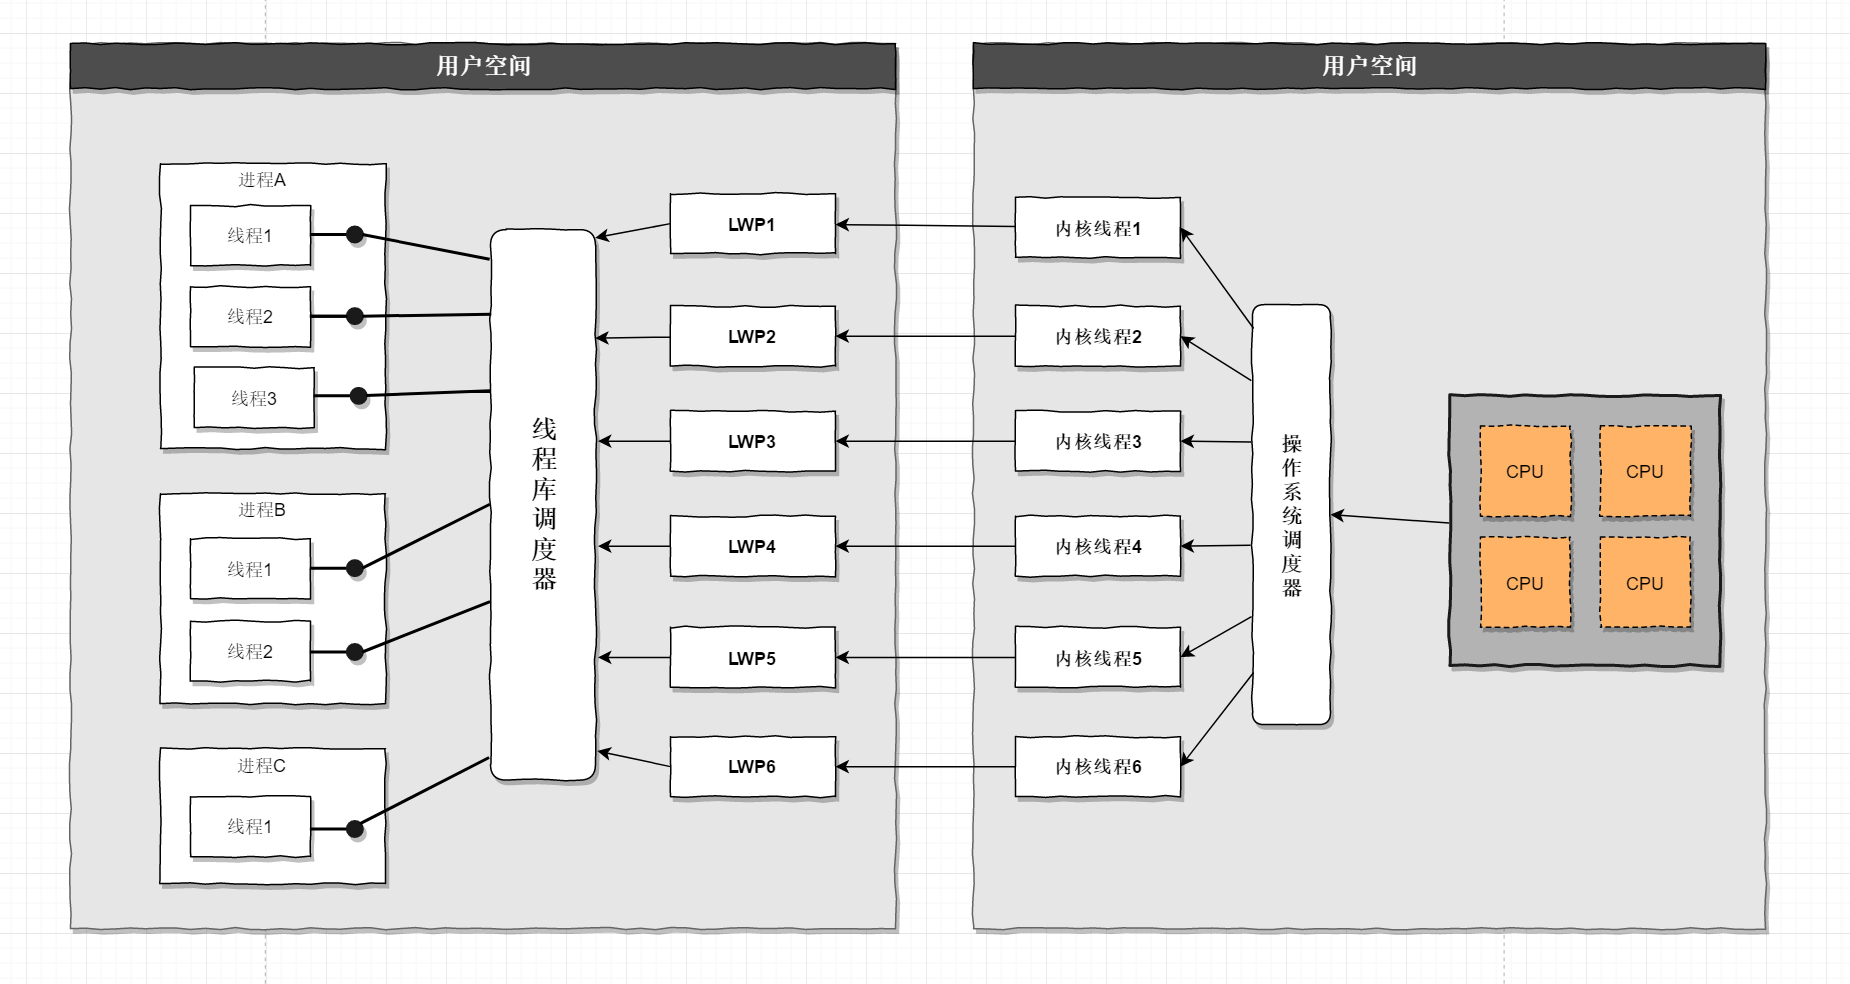 用户空间
进程A
线程1
线程2
线程3
进程B
线程1
线程2
进程C
线程1
线程库调度器
LWP1
LWP2
LWP3
LWP4
LWP5
LWP6
用户空间
内核线程1
内核线程2
内核线程3
内核线程4
内核线程5
内核线程6
操作系统调度器
CPU
CPU
CPU
CPU